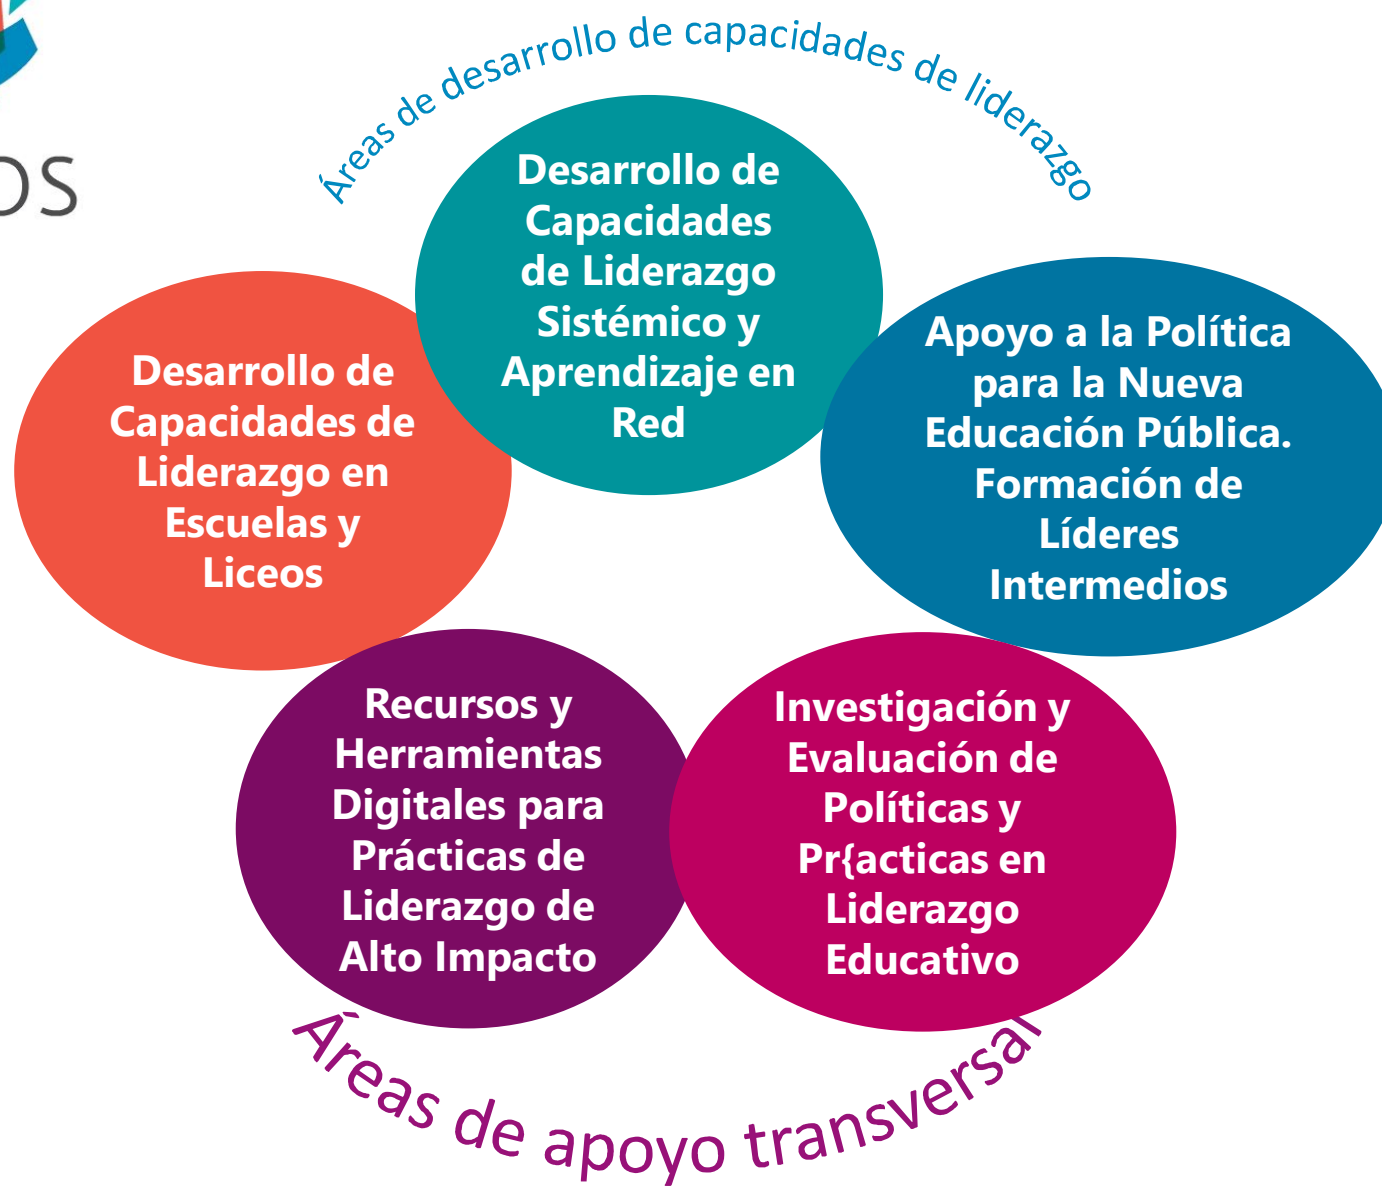 Áreas de desarrollo de capacidades de liderazgo
OS
Desarrollo de
Capacidades
de Liderazgo
Sistémico y
Aprendizaje en
Red
Desarrollo de
Capacidades de
Liderazgo en
Escuelas y
Liceos
Apoyo a la Política
para la Nueva
Educación Pública.
Formación de
Líderes
Intermedios
Recursos y
Herramientas
Digitales para
Prácticas de
Liderazgo de
Alto Impacto
Investigación y
Evaluación de
Políticas y
Pr{acticas en
Liderazgo
Educativo
Áreas de apoyo transversal